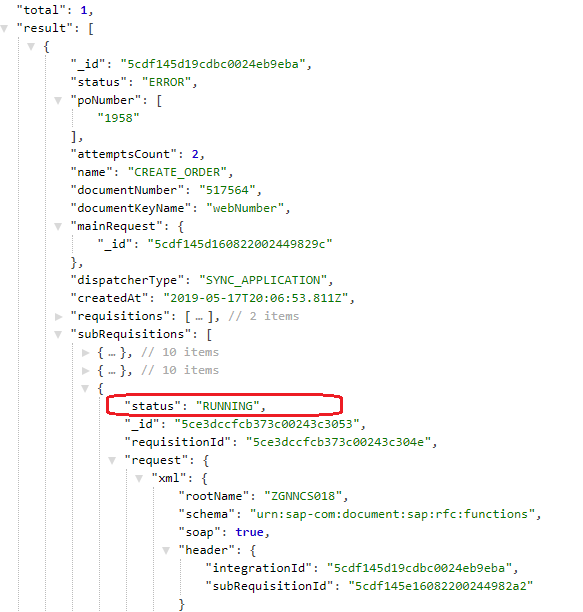 "total": 1,
"result": [
{
"_id": "5cdf145d19cdbc0024eb9eba",
"status": "ERROR",
"poNumber": [
"1958"
],
"attemptsCount": 2,
"name": "CREATE_ORDER",
"documentNumber": "517564",
"documentKeyName": "webNumber",
"mainRequest": {
"_id": "5cdf145d160822002449829c"
},
"dispatcherType": "SYNC_APPLICATION",
"createdAt": "2019-05-17T20:06:53.811Z",
"requisitions": [ … ], // 2 items
"subRequisitions": [
{ … }, // 10 items
{ … }, // 10 items
{
"status": "RUNNING",
"_id": "5ce3dccfcb373c00243c3053",
"requisitionId": "5ce3dccfcb373c00243c304e",
"request": {
"xml": {
"rootName": "ZGNNCS018",
"schema": "urn:sap-com:document:sap:rfc:functions",
"soap": true,
"header": {
"integrationId": "5cdf145d19cdbc0024eb9eba",
"subRequisitionId": "5cdf145e16082200244982a2"
}